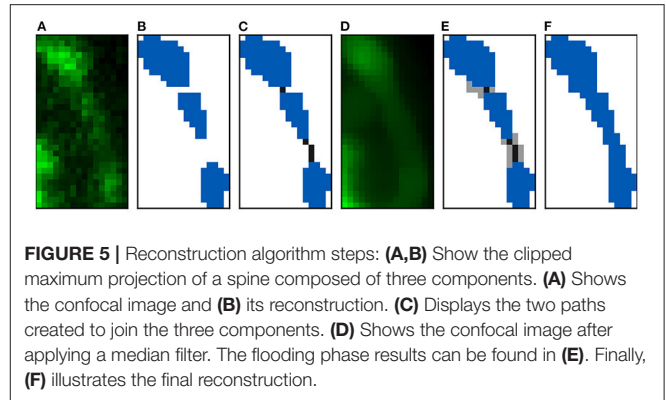 A B C D E F
FIGURE 5 | Reconstruction algorithm steps: (A,B) Show the clipped
maximum projection of a spine composed of three components. (A) Shows
the confocal image and (B) its reconstruction. (C) Displays the two paths
created to join the three components. (D) Shows the confocal image after
applying a median filter. The flooding phase results can be found in (E). Finally,
(F) illustrates the final reconstruction.